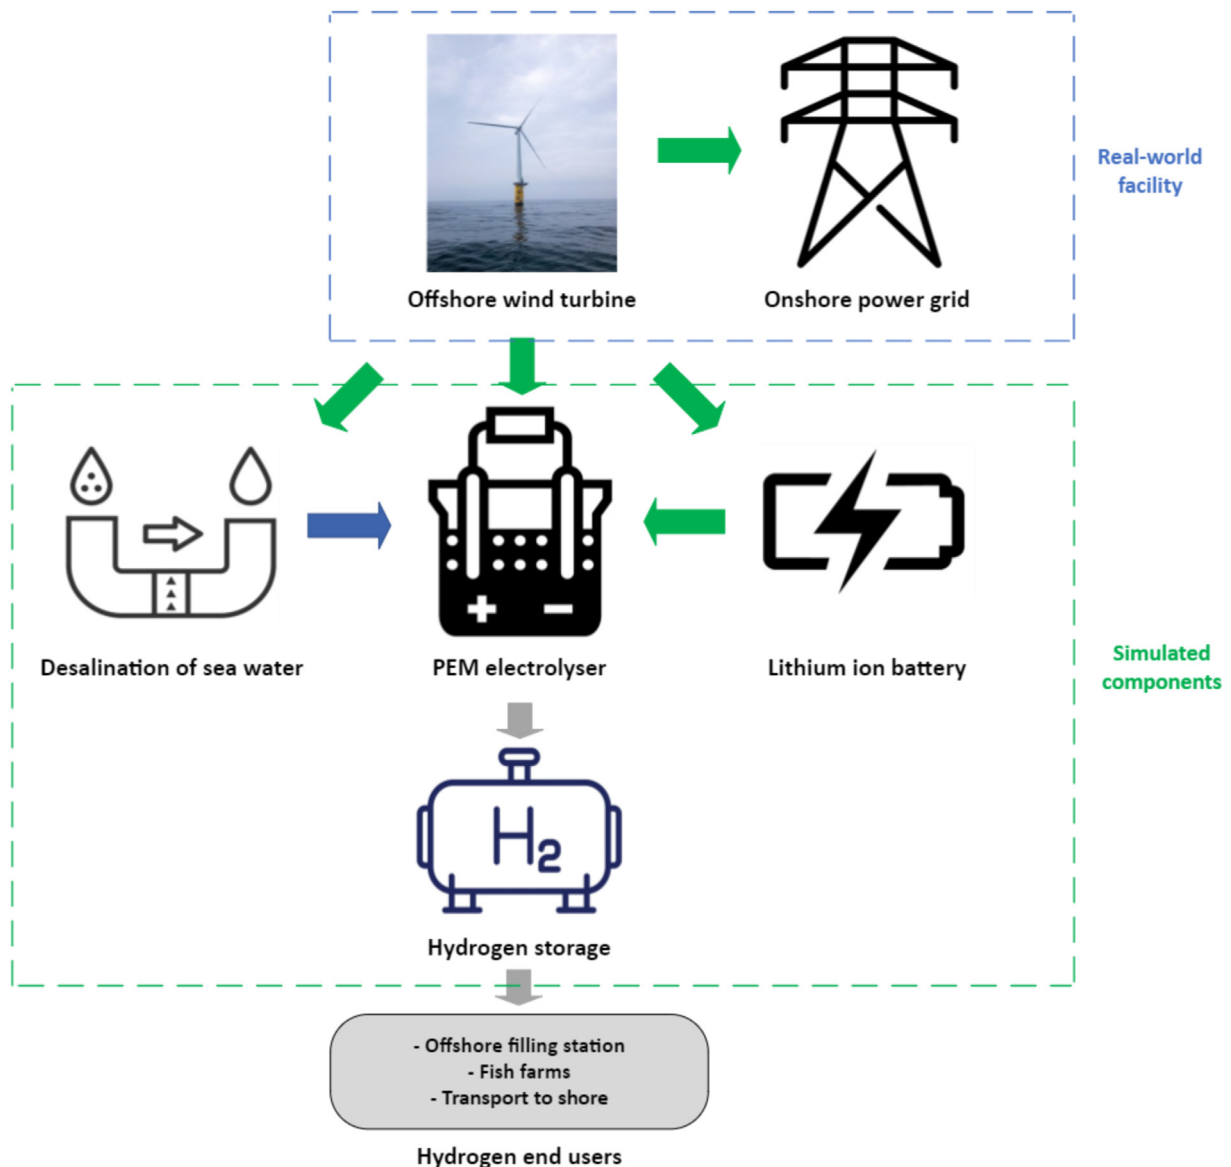 Real-world
facility
Offshore wind turbine
Onshore power grid
Desalination of sea water
PEM electrolyser
Lithium ion battery
Simulated
components
H2
Hydrogen storage
- Offshore filling station
- Fish farms
- Transport to shore
Hydrogen end users